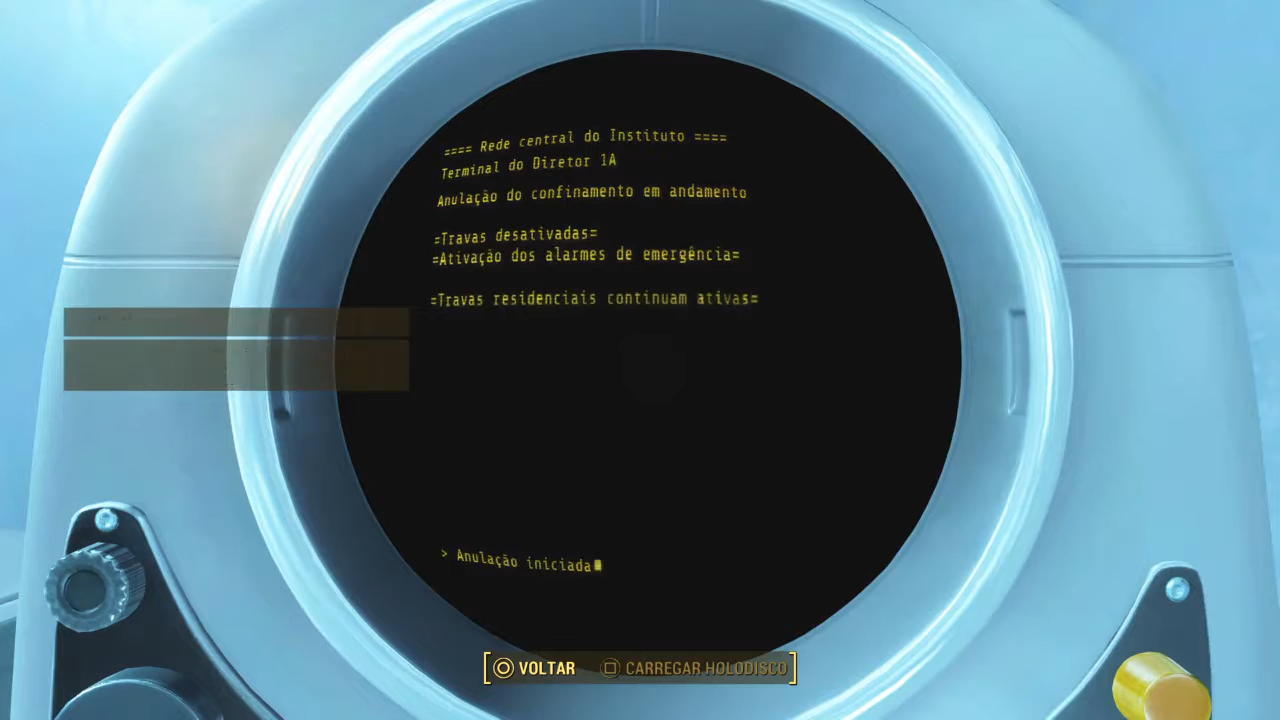 ==== Rede central do Instituto ====
Terminal do Diretor 1A
Anulação do confinamento em andamento
=Travas desativadas=
=Ativação dos alarmes de emergência=
=Travas residenciais continuam ativas=
> Anulação iniciada
VOLTAR
CARREGAR HOLODISCO